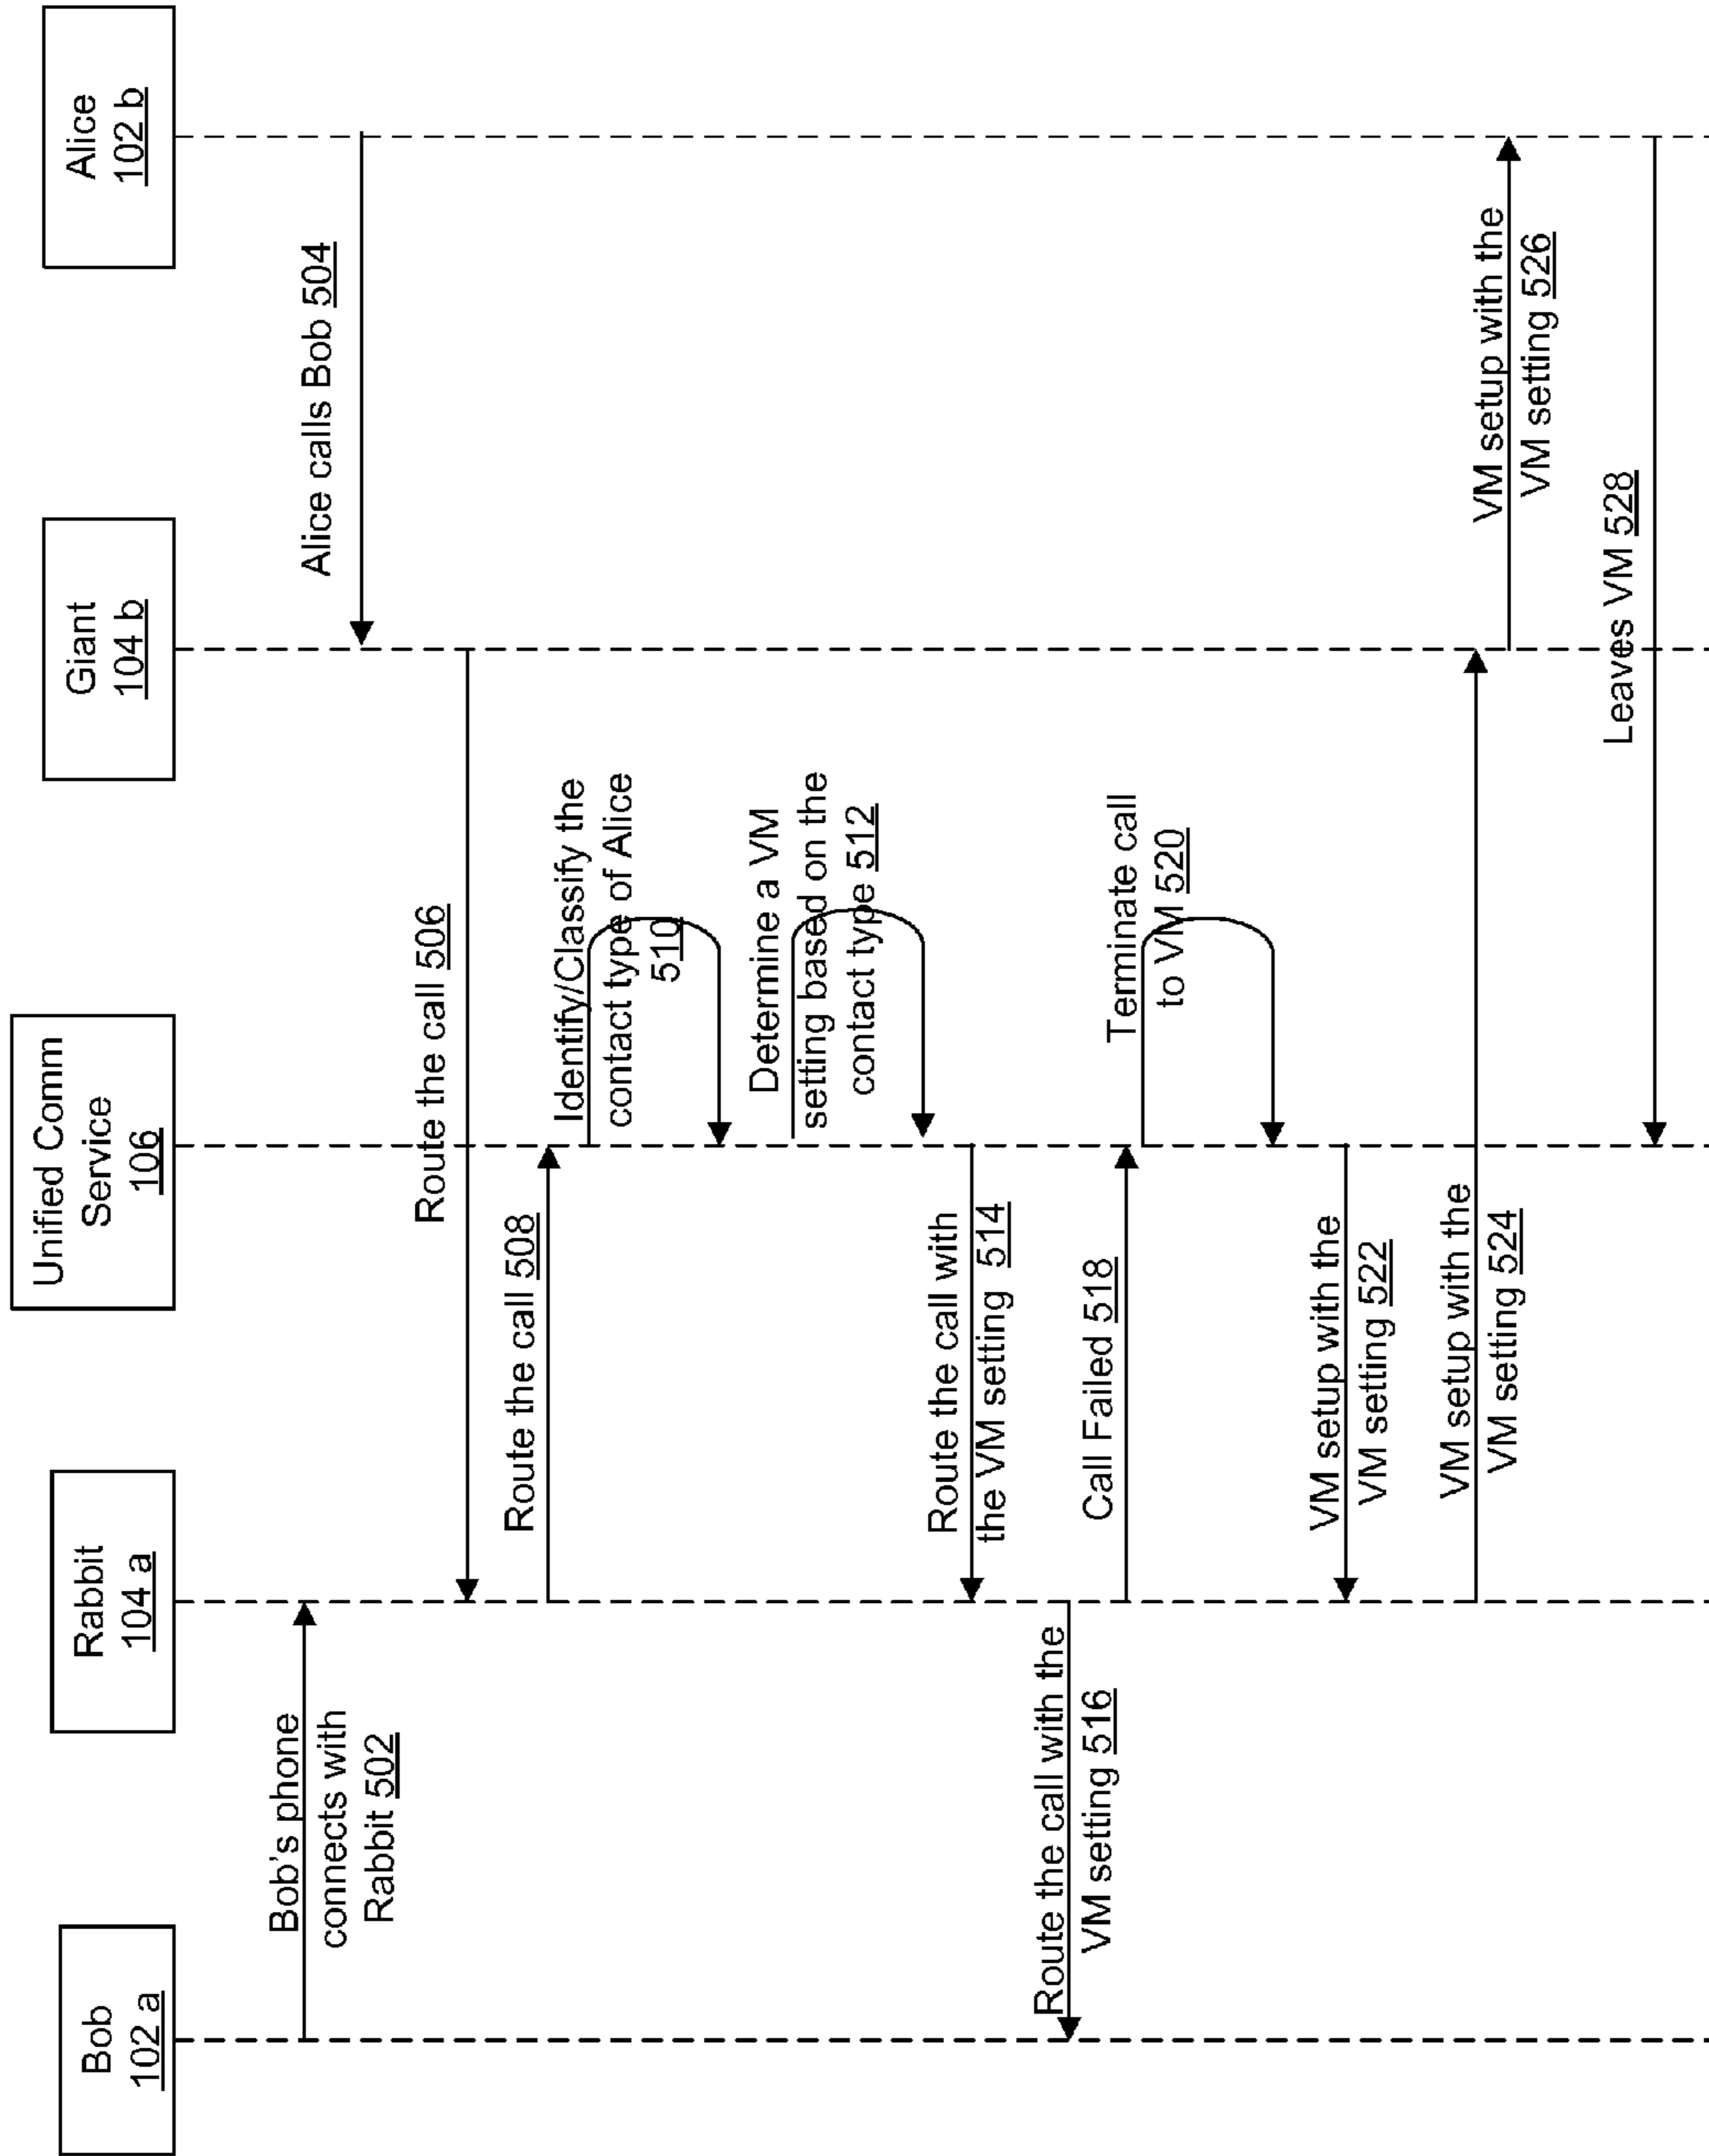 Bob
102 a
Rabbit
104 a
Unified Comm
Service
106
Giant
104 b
Alice
102 b
Bob's phone
connects with
Rabbit 502
Alice calls Bob 504
Route the call 506
Route the call 508
Identify/Classify the
contact type of Alice
510
Determine a VM
setting based on the
contact type 512
Route the call with
the VM setting 514
Route the call with the
VM setting 516
Call Failed 518
Terminate call
to VM 520
VM setup with the
VM setting 522
VM setup with the
VM setting 524
VM setup with the
VM setting 526
Leaves VM 528